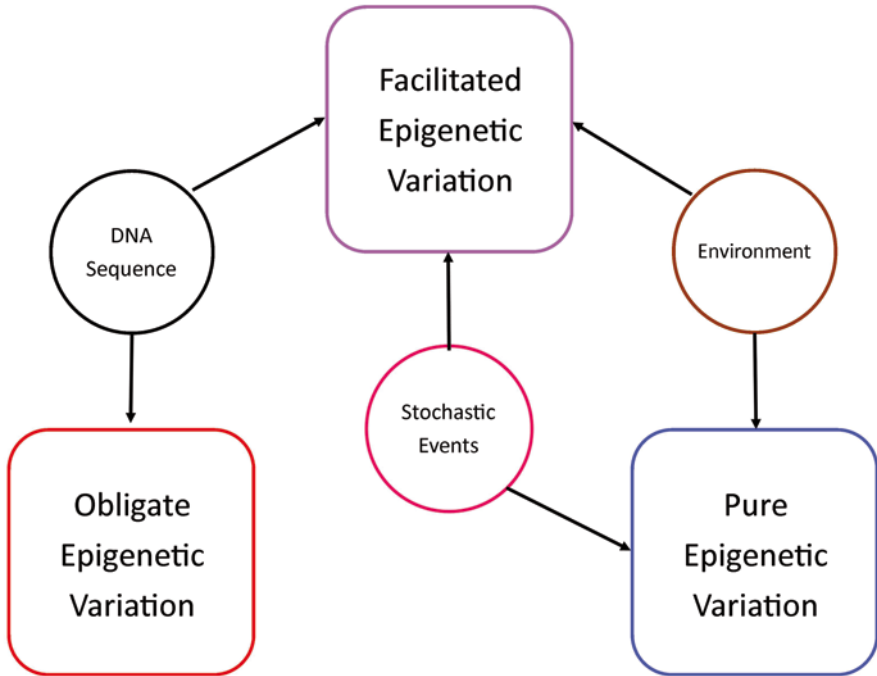 Facilitated
Epigenetic
Variation
DNA
Sequence
Environment
Stochastic
Events
Obligate
Epigenetic
Variation
Pure
Epigenetic
Variation